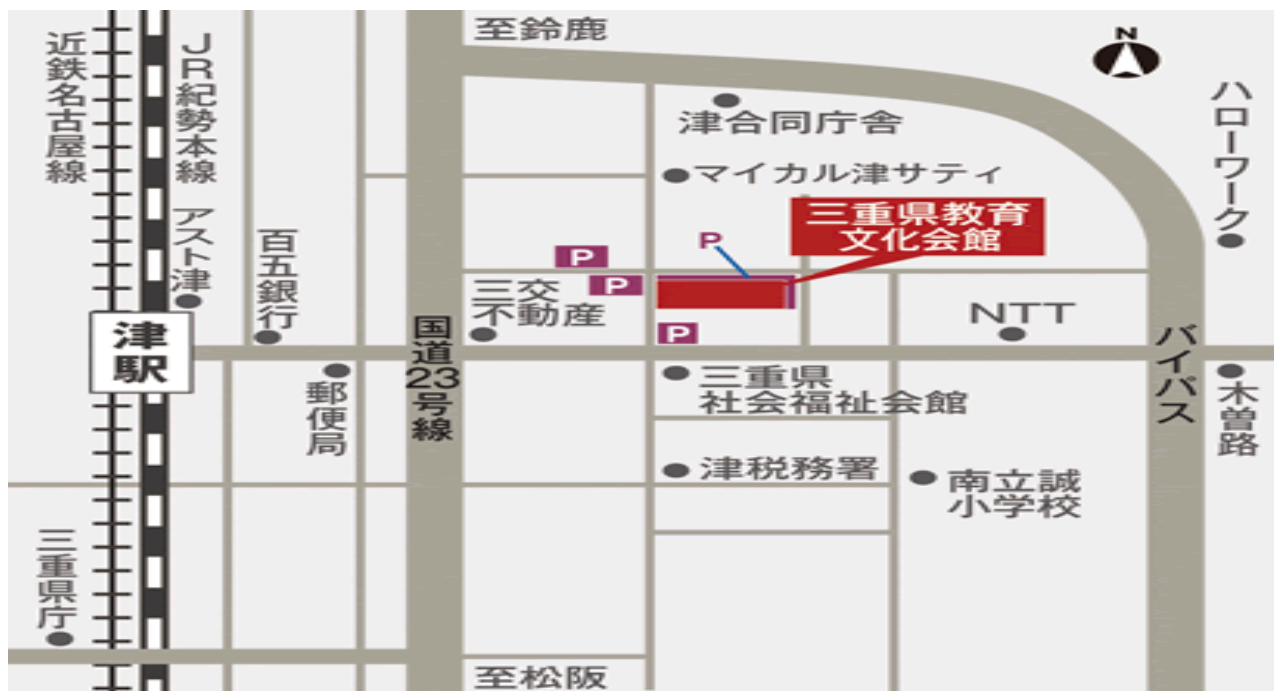 至鈴鹿
N
近鉄名古屋線
JR紀勢本線
ハローワーク
津合同庁舎
マイカル津サティ
アスト津
三重県教育
文化会館
百五銀行
P
P
P
三交
不動産
NTT
津
駅
国道23号線
P
バイパス
郵便局
三重県
社会福祉会館
木曽路
津税務署
南立誠
小学校
三重県庁
至松阪